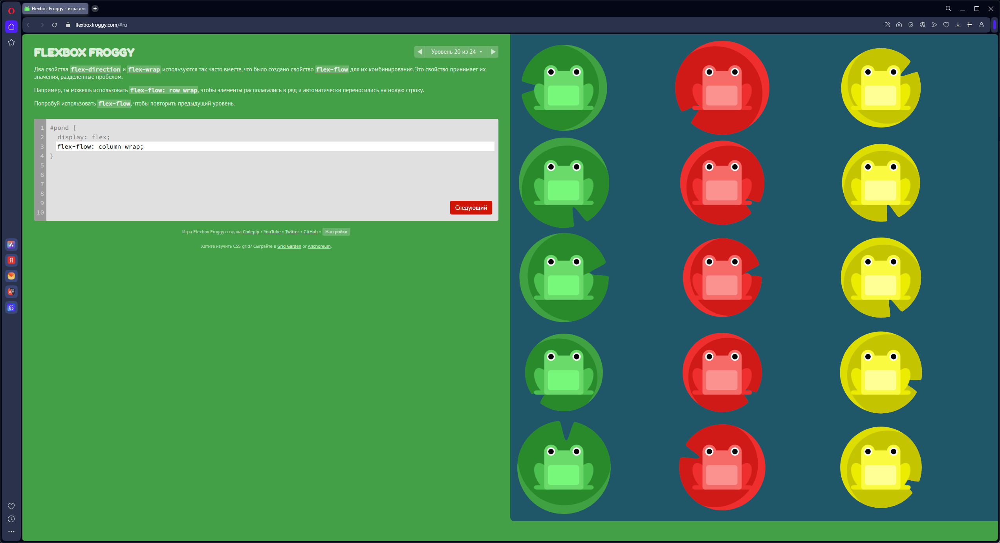 Flexbox Froggy - игра для
flexboxfroggy.com/#ru
FLEXBOX FROGGY
Уровень 20 из 24
Два свойства flex-direction и flex-wrap используются так часто вместе, что было создано свойство flex-flow для их комбинирования. Это свойство принимает их
значения, разделённые пробелом.
Например, ты можешь использовать flex-flow: row wrap, чтобы элементы располагались в ряд и автоматически переносились на новую строку.
Попробуй использовать flex-flow, чтобы повторить предыдущий уровень.
1 #pond {
2 display: flex;
3 flex-flow: column wrap;
4 }
5
6
7
8
9
10
Следующий
Игра Flexbox Froggy создана Codepip • YouTube • Twitter • GitHub • Настройки
Хотите изучить CSS grid? Сыграйте в Grid Garden or Anchoreum.